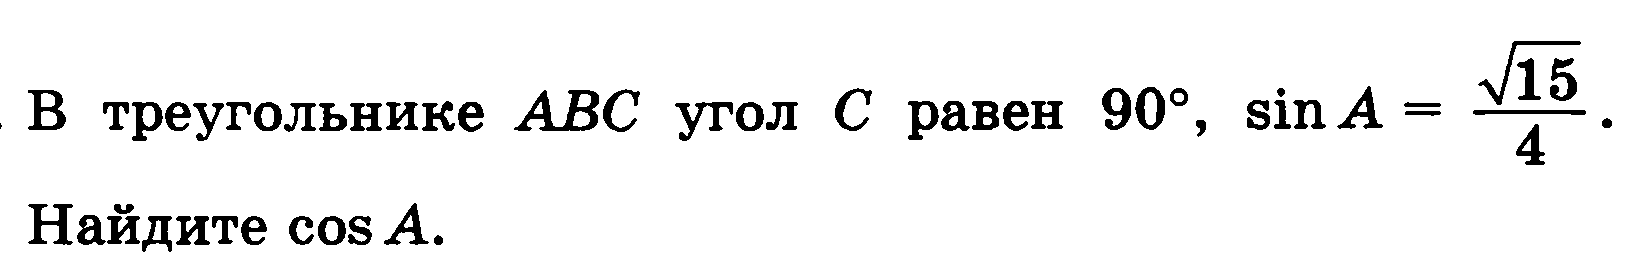 В треугольнике ABC угол C равен 90°, sin A = √15/4.
Найдите cos A.